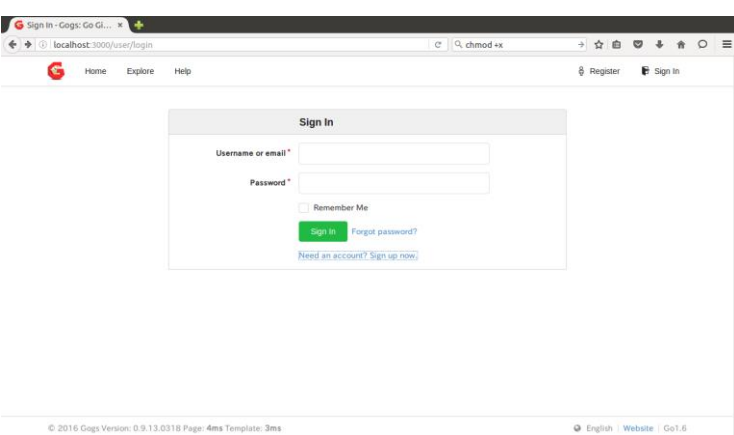 Sign In - Gogs: Go Gi...
localhost:3000/user/login
chmod +x
Home Explore Help Register Sign In
Sign In
Username or email *
Password *
Remember Me
Sign In Forgot password?
Need an account? Sign up now.
© 2016 Gogs Version: 0.9.13.0318 Page: 4ms Template: 3ms English Website Go1.6